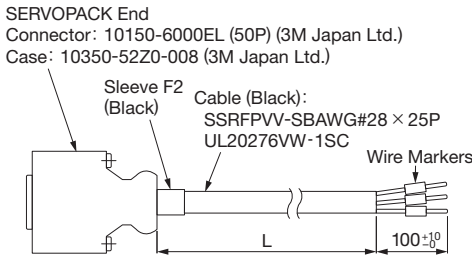 SERVOPACK End
Connector: 10150-6000EL (50P) (3M Japan Ltd.)
Case: 10350-52Z0-008 (3M Japan Ltd.)
Sleeve F2
(Black)
Cable (Black):
SSRFPVV-SBAWG#28 × 25P
UL20276VW-1SC
Wire Markers
L
100 +10 -0